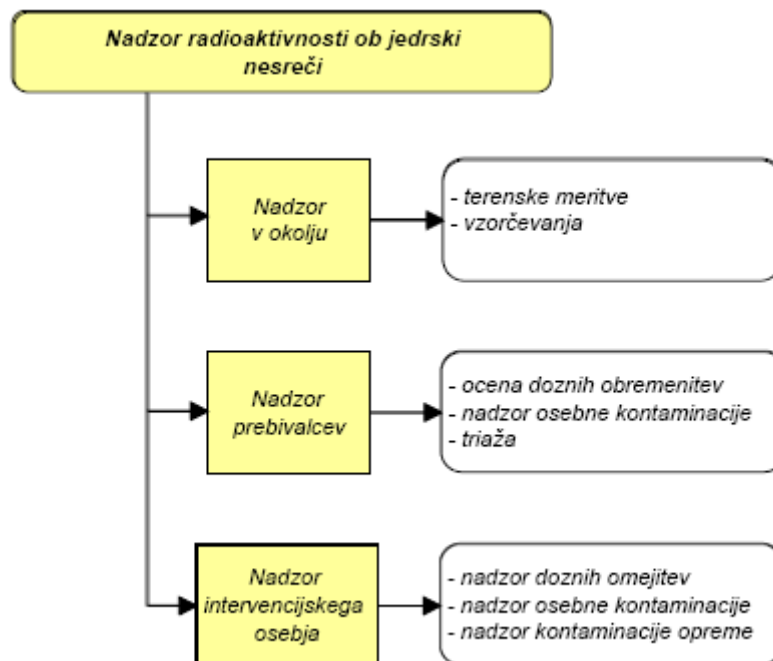 Nadzor radioaktivnosti ob jedrski
nesreči
Nadzor
v okolju
- terenske meritve
- vzorčevanja
Nadzor
prebivalcev
- ocena doznih obremenitev
- nadzor osebne kontaminacije
- triaža
Nadzor
intervencijskega
osebja
- nadzor doznih omejitev
- nadzor osebne kontaminacije
- nadzor kontaminacije opreme